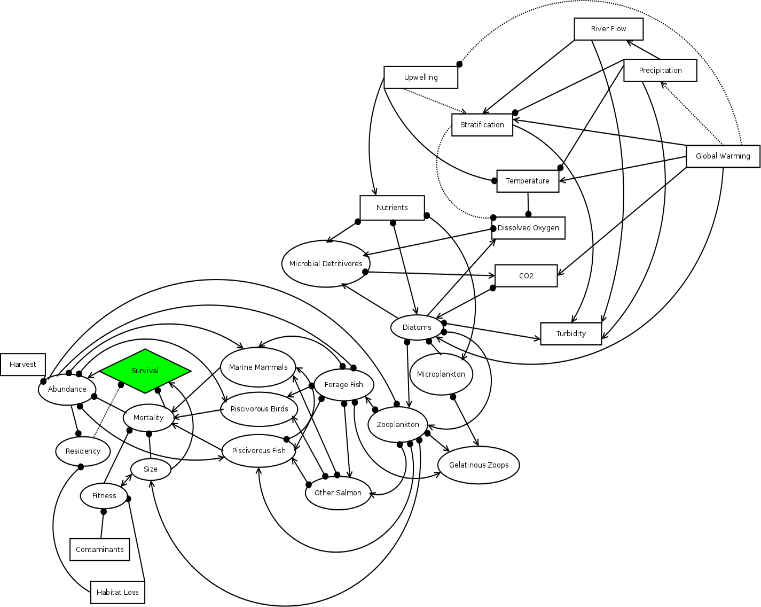 River Flow
Precipitation
Upwelling
Stratification
Global Warming
Temperature
Nutrients
Dissolved Oxygen
Microbial Detritivores
CO2
Diatoms
Turbidity
Harvest
Survival
Marine Mammals
Microplankton
Abundance
Forage Fish
Piscivorous Birds
Mortality
Zooplankton
Residency
Piscivorous Fish
Size
Gelatinous Zoops
Fitness
Other Salmon
Contaminants
Habitat Loss